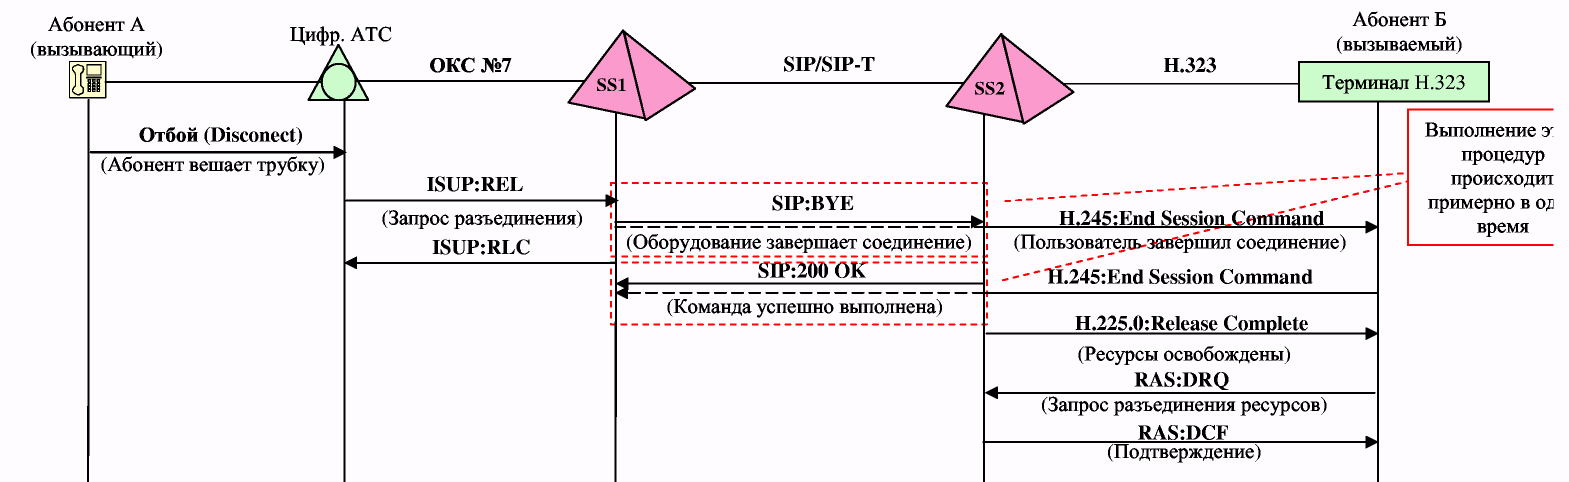 Абонент А
(вызывающий)
Цифр. АТС
ОКС №7
SS1
SIP/SIP-T
SS2
H.323
Абонент Б
(вызываемый)
Терминал H.323
Отбой (Disconect)
(Абонент вешает трубку)
ISUP:REL
(Запрос разъединения)
SIP:BYE
(Оборудование завершает соединение)
H.245:End Session Command
(Пользователь завершил соединение)
Выполнение
процедур
происходит
примерно в
время
ISUP:RLC
SIP:200 OK
(Команда успешно выполнена)
H.245:End Session Command
H.225.0:Release Complete
(Ресурсы освобождены)
RAS:DRQ
(Запрос разъединения ресурсов)
RAS:DCF
(Подтверждение)